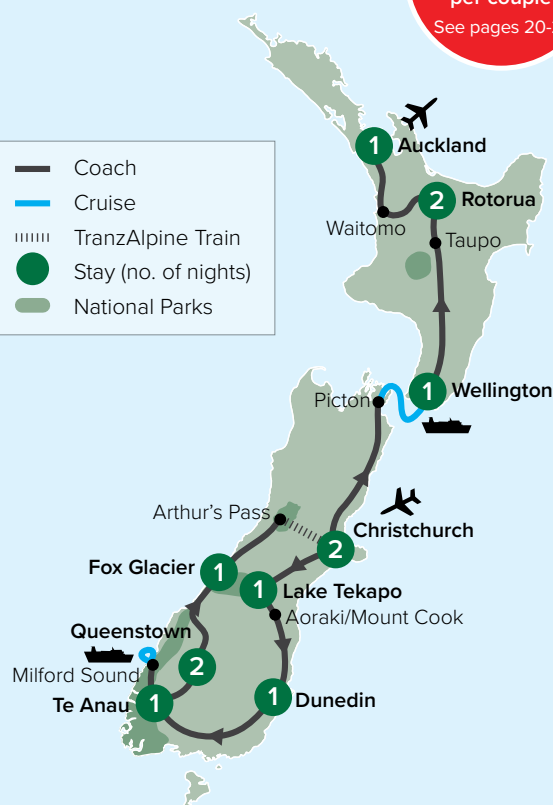 per couple
See pages 20-2
Coach
Cruise
TranzAlpine Train
Stay (no. of nights)
National Parks
1 Auckland
2 Rotorua
Waitomo
Taupo
1 Wellington
Picton
Arthur's Pass
Christchurch
2
Fox Glacier 1
1 Lake Tekapo
Aoraki/Mount Cook
Queenstown
2
Milford Sound
Te Anau 1
1 Dunedin